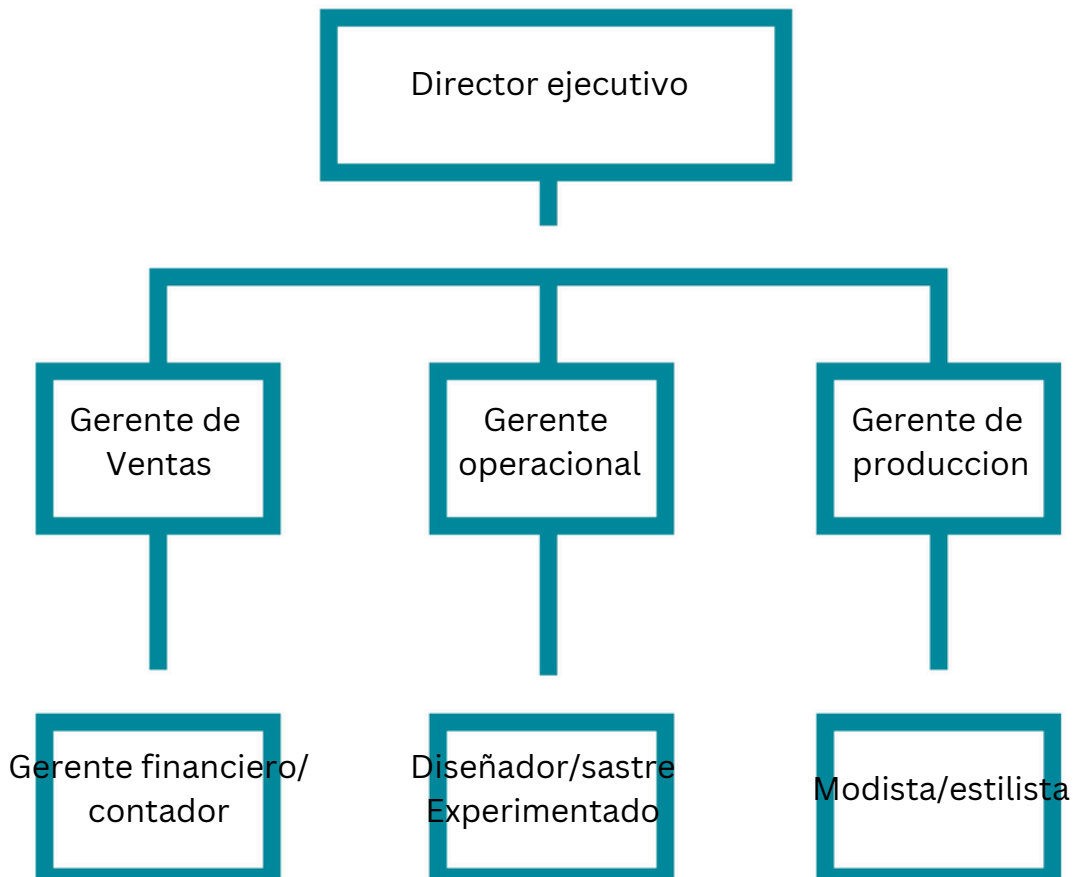 Director ejecutivo
Gerente de
Ventas
Gerente
operacional
Gerente de
produccion
Gerente financiero/
contador
Diseñador/sastre
Experimentado
Modista/estilista